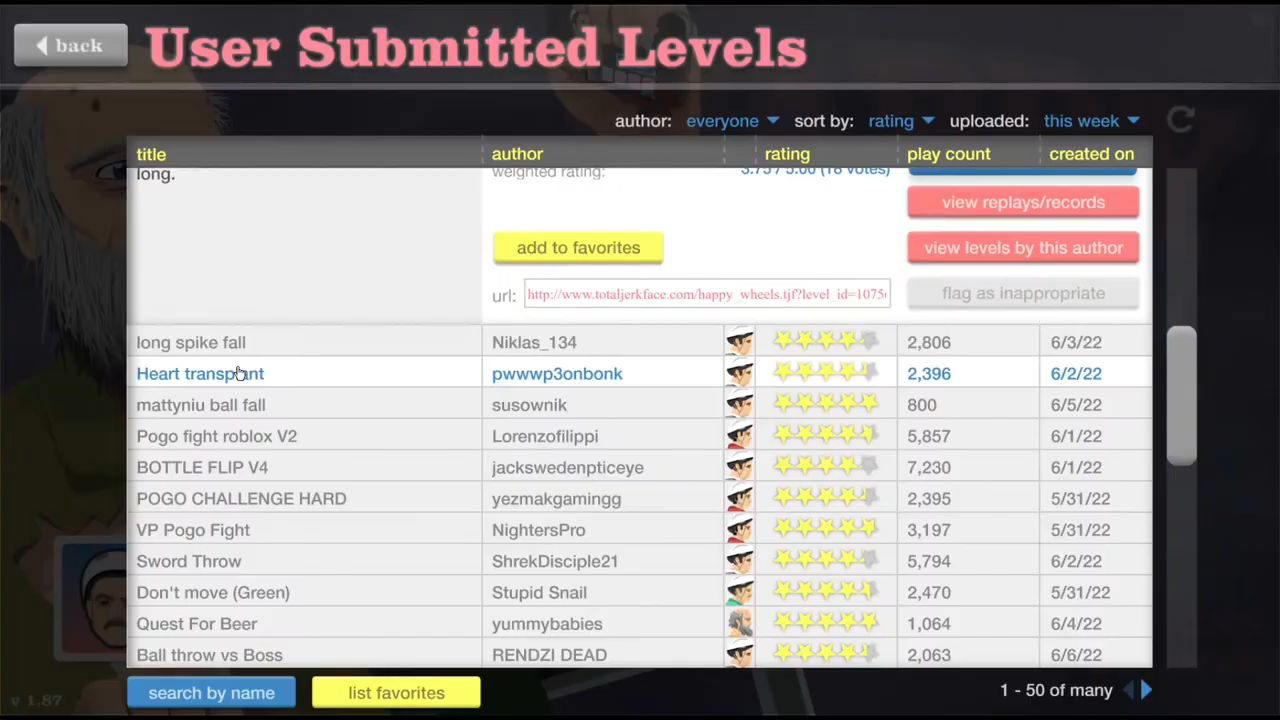 back
User Submitted Levels
author: everyone sort by: rating uploaded: this week
title author rating play count created on
long. weighted rating: 3.75 / 5.00 (18 votes)
view replays/records
add to favorites view levels by this author
url: http://www.totaljerkface.com/happy_wheels.tjf?level_id=1075 flag as inappropriate
long spike fall Niklas_134 2,806 6/3/22
Heart transplant pwwwp3onbonk 2,396 6/2/22
mattyniu ball fall susownik 800 6/5/22
Pogo fight roblox V2 Lorenzofilippi 5,857 6/1/22
BOTTLE FLIP V4 jackswedenpticeye 7,230 6/1/22
POGO CHALLENGE HARD yezmakgamingg 2,395 5/31/22
VP Pogo Fight NightersPro 3,197 5/31/22
Sword Throw ShrekDisciple21 5,794 6/2/22
Don't move (Green) Stupid Snail 2,470 5/31/22
Quest For Beer yummybabies 1,064 6/4/22
Ball throw vs Boss RENDZI DEAD 2,063 6/6/22
search by name list favorites 1 - 50 of many
v 1.87